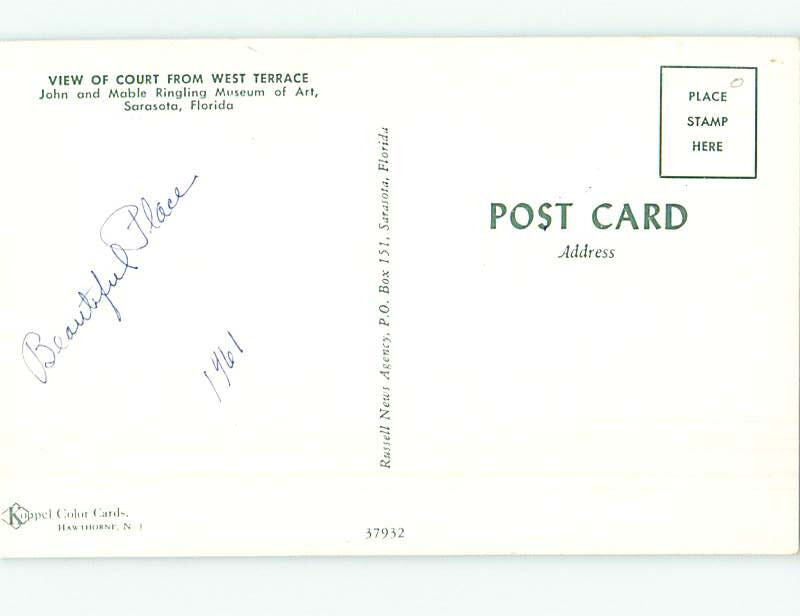 VIEW OF COURT FROM WEST TERRACE
John and Mable Ringling Museum of Art,
Sarasota, Florida
Beautiful Place
1961
Koppel Color Cards.
HAWTHORNE, N. J
Russell News Agency, P.O. Box 151, Sarasota, Florida
37932
PLACE
STAMP
HERE
POST CARD
Address